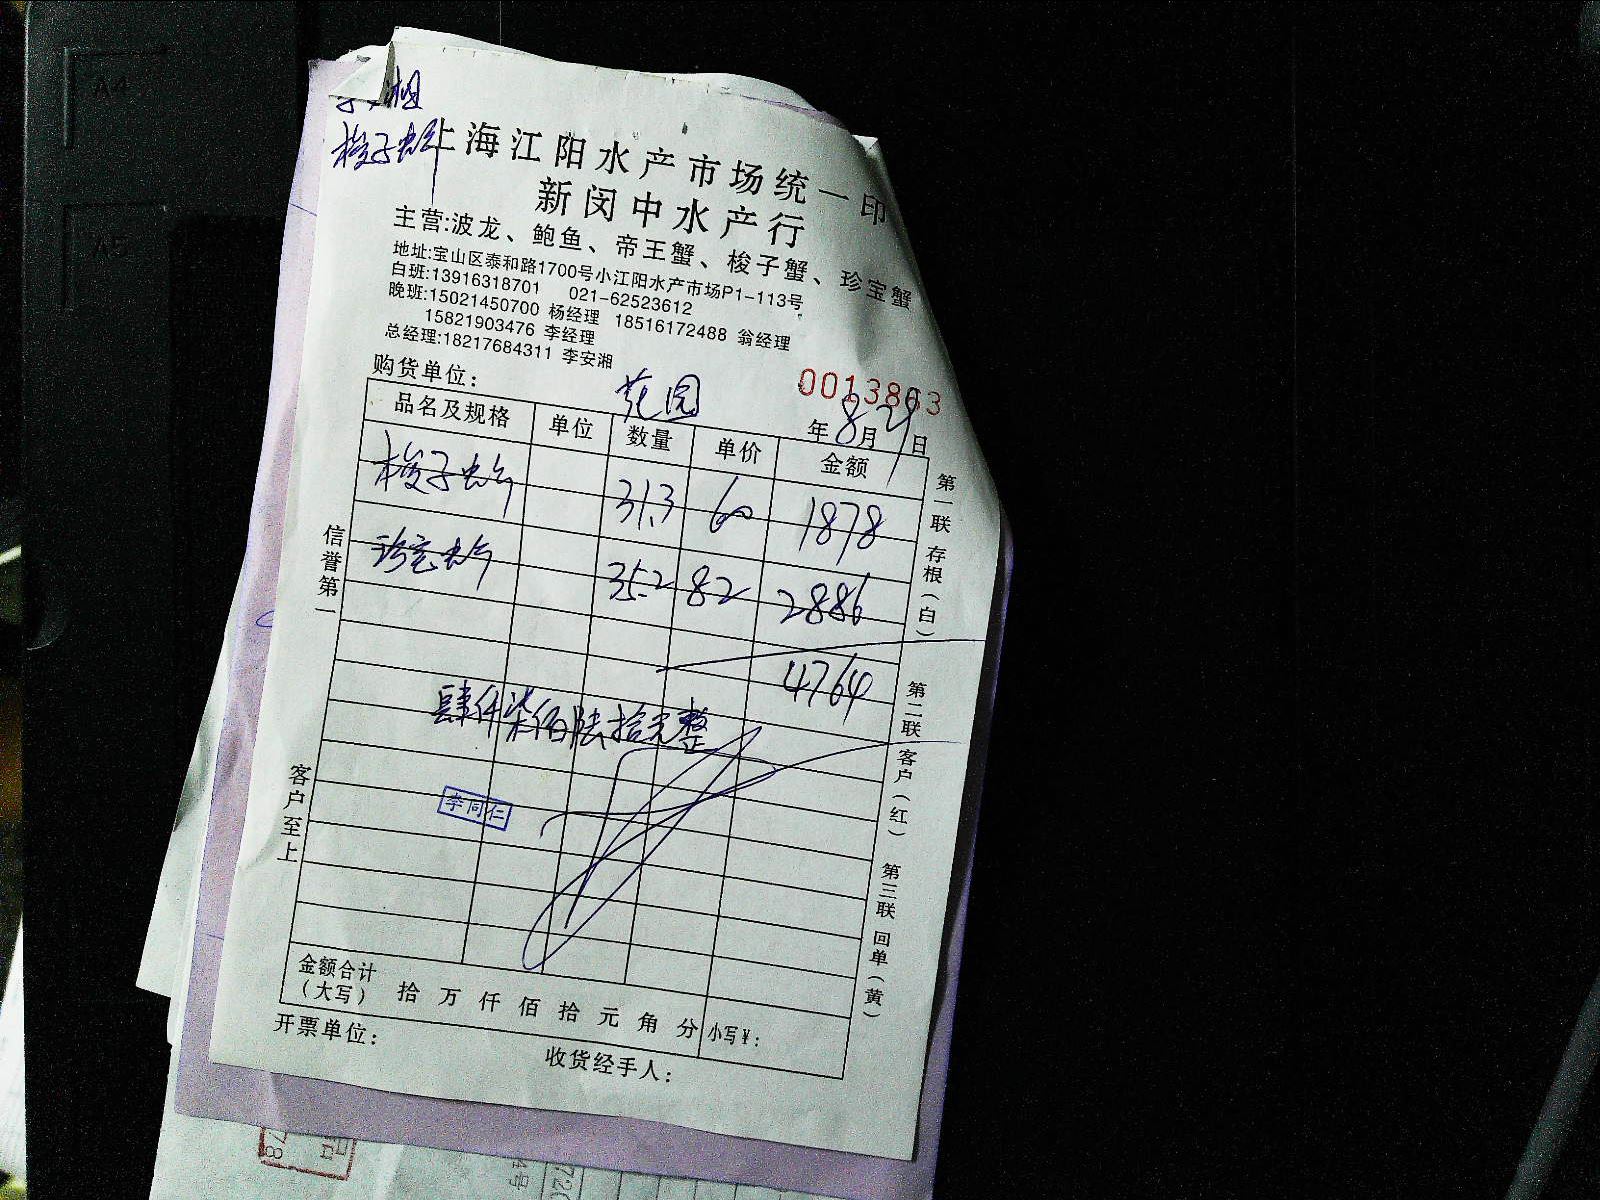 梭子蟹
上海江阳水产市场统一印
新闵中水产行
主营:波龙、鲍鱼、帝王蟹、梭子蟹、珍宝蟹
地址:宝山区泰和路1700号小江阳水产市场P1-113号
白班:13916318701 021-62523612
晚班:15021450700 杨经理 18516172488 翁经理
15821903476 李经理
总经理:18217684311 李安湘
购货单位: 花园
0013863
年8月29日
品名及规格 单位 数量 单价 金额
梭子蟹 31.3 60 1878
珍宝蟹 35.2 82 2886
4764
肆仟柒佰陆拾元整
李同仁
金额合计
(大写) 拾 万 仟 佰 拾 元 角 分 小写¥:
开票单位:
收货经手人:
信誉第一
客户至上
第一联 存根(白)
第二联 客户(红)
第三联 回单(黄)
A4
A5